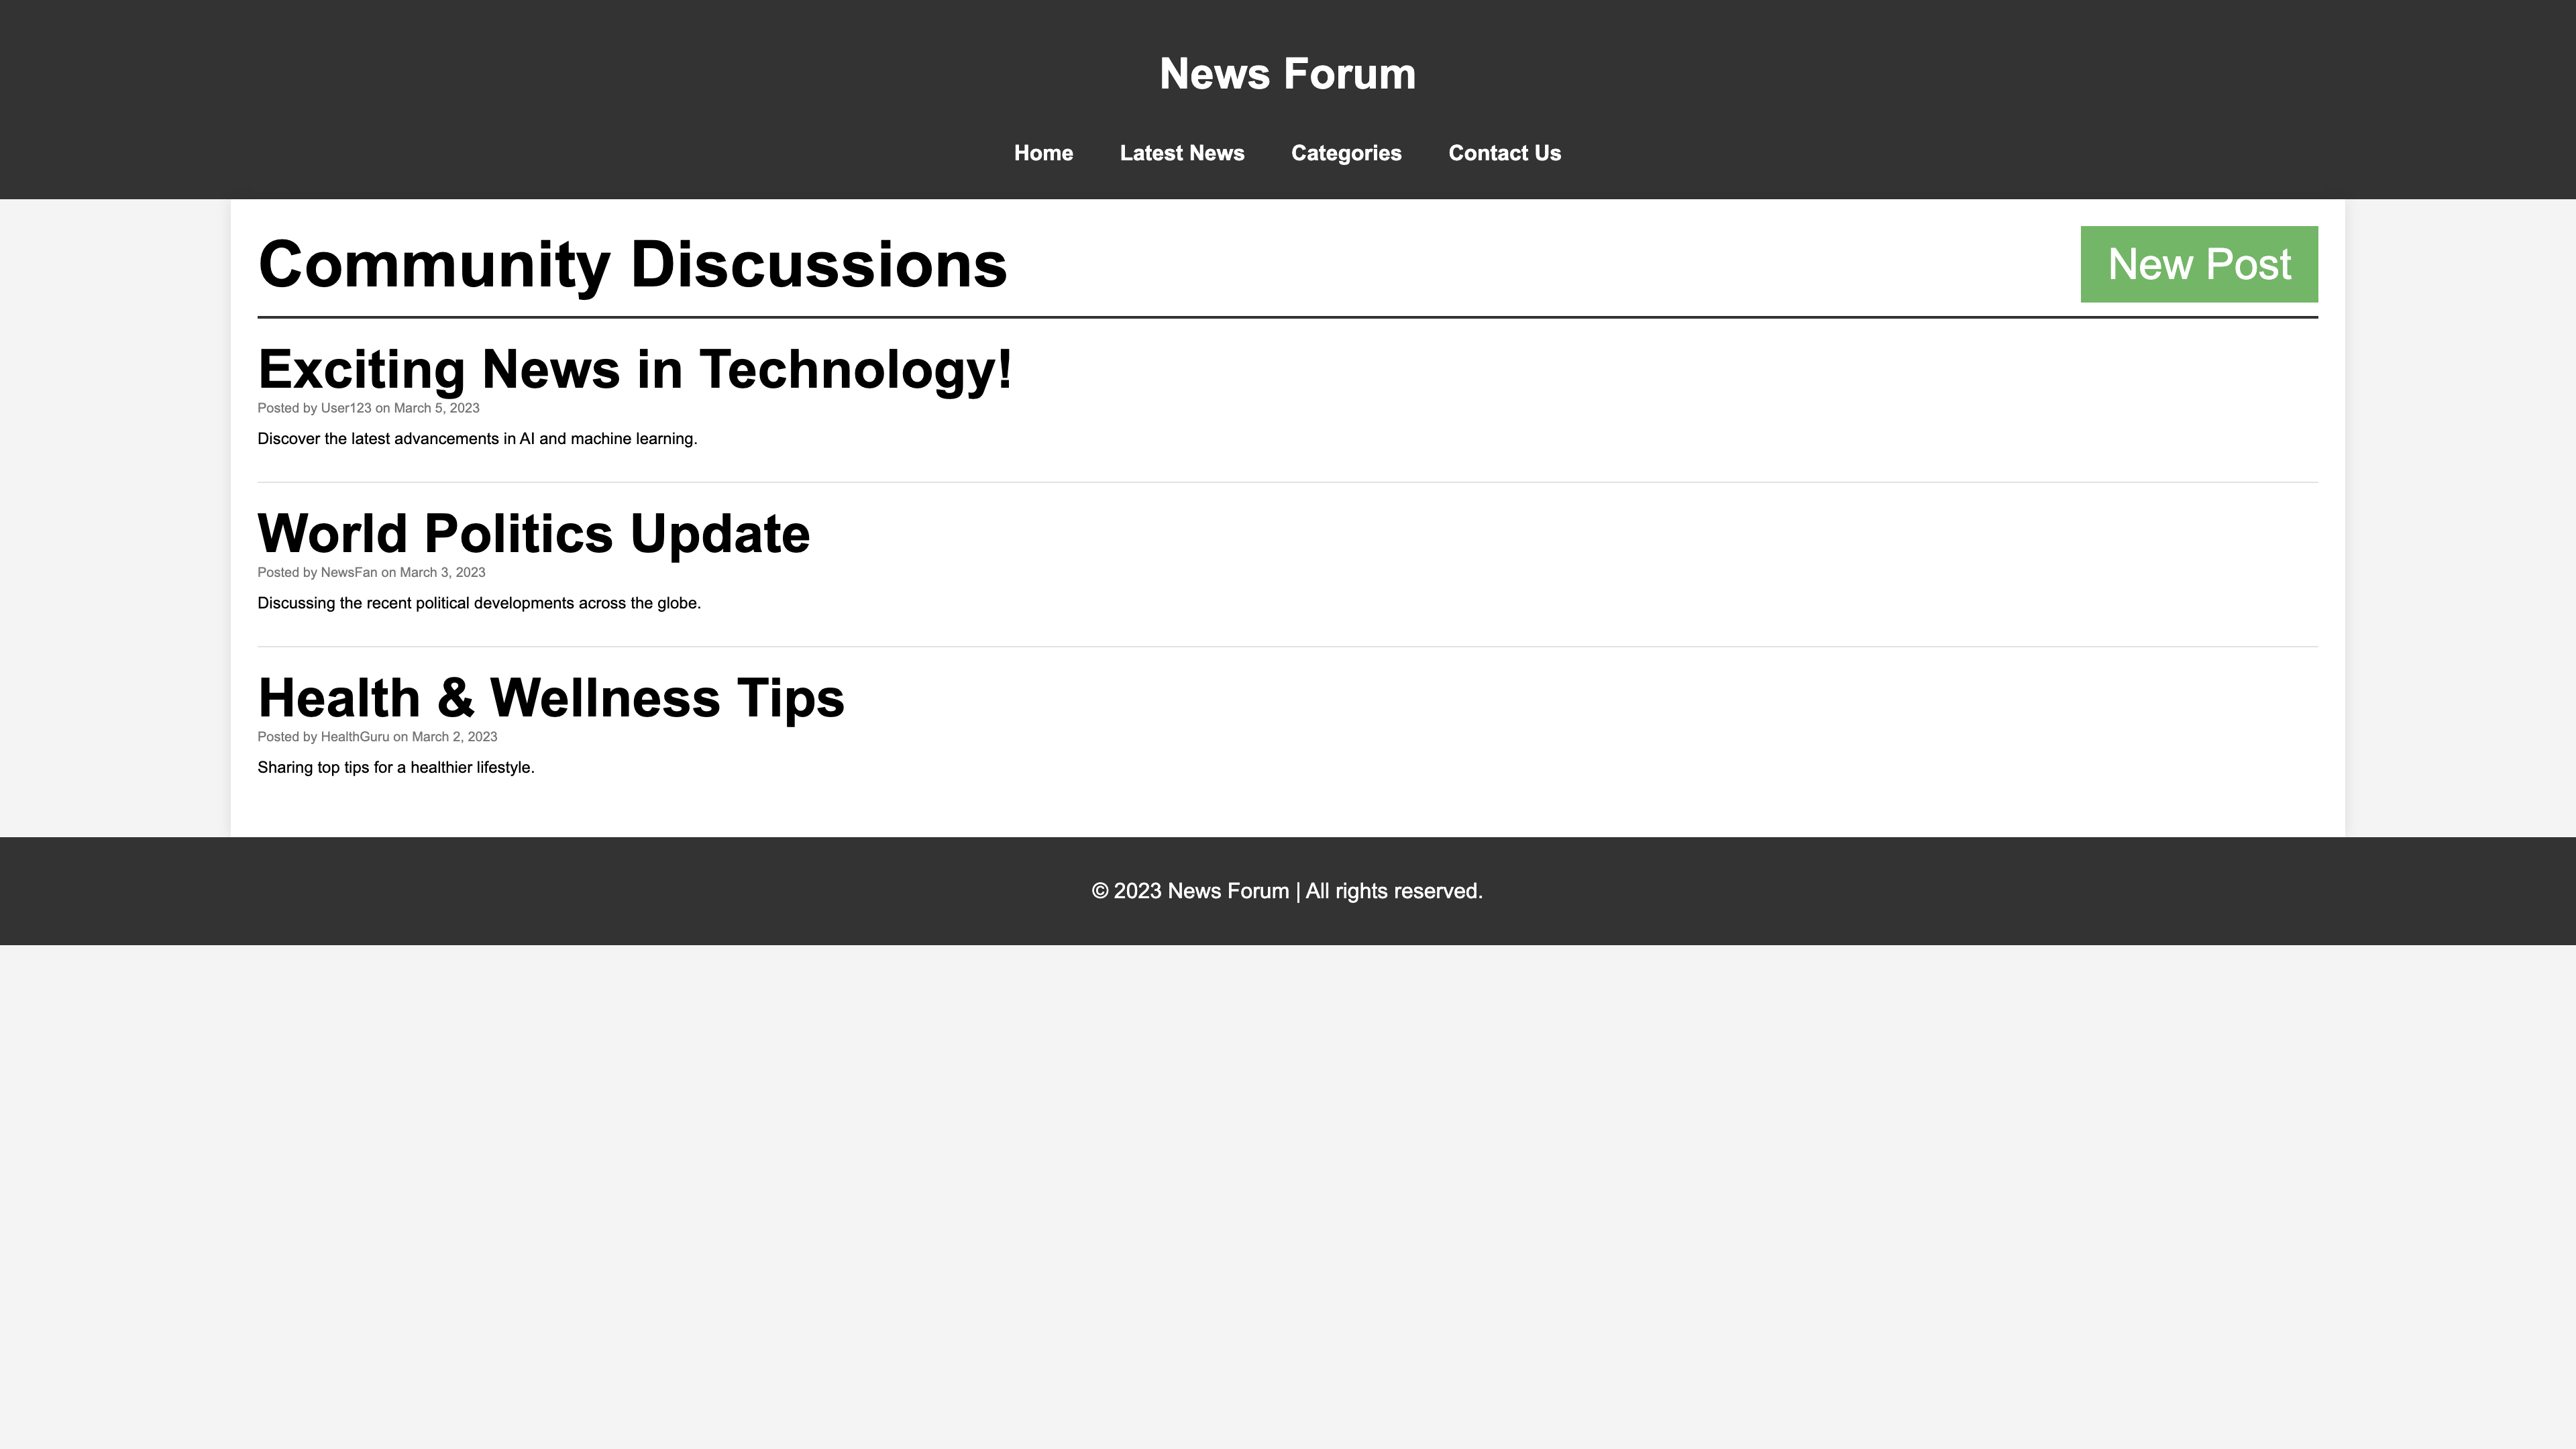 News Forum
Home Latest News Categories Contact Us
Community Discussions
New Post
Exciting News in Technology!
Posted by User123 on March 5, 2023
Discover the latest advancements in AI and machine learning.
World Politics Update
Posted by NewsFan on March 3, 2023
Discussing the recent political developments across the globe.
Health & Wellness Tips
Posted by HealthGuru on March 2, 2023
Sharing top tips for a healthier lifestyle.
© 2023 News Forum | All rights reserved.